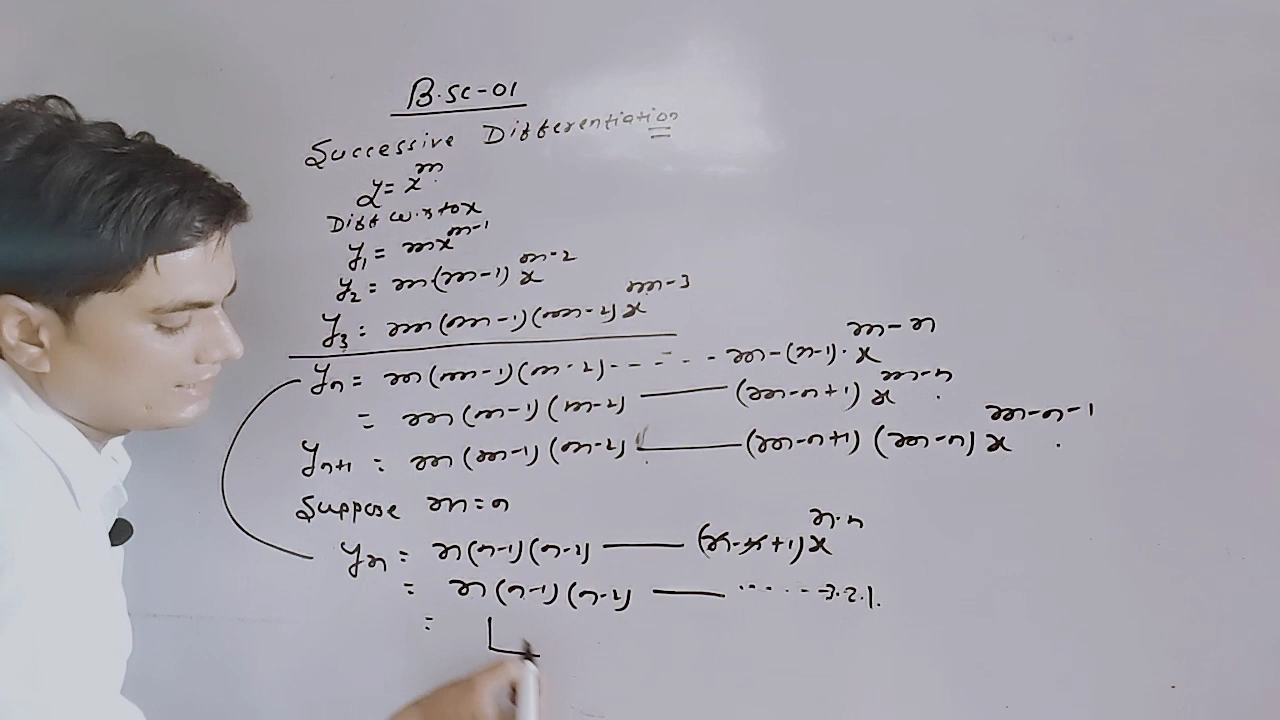 B.Sc-01
Successive Differentiation
y = x^m.
Diff w.r to x
y₁ = mx^{m-1}
y₂ = m(m-1) x^{m-2}
y₃ = m(m-1)(m-2) x^{m-3}
yₙ = m(m-1)(m-2)------- m-(n-1).x^{m-n}
= m(m-1)(m-2) —— (m-n+1) x^{m-n}.
yₙ₊₁ = m(m-1)(m-2) —— (m-n+1)(m-n) x^{m-n-1}.
Suppose m=n
yₙ = n(n-1)(n-2) —— (n-n+1) x^{n-n}
= n(n-1)(n-2) —— ......-3.2.1.
=